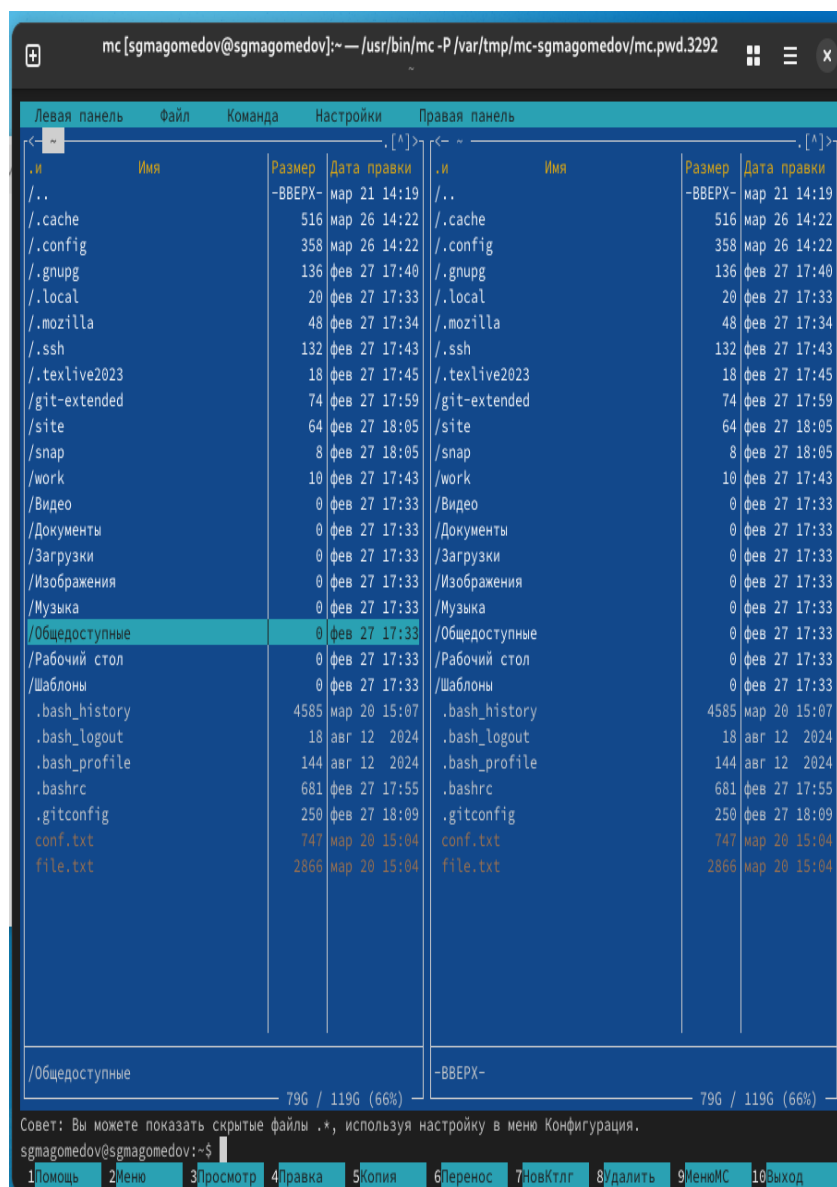 mc [sgmagomedov@sgmagomedov]:~ — /usr/bin/mc -P /var/tmp/mc-sgmagomedov/mc.pwd.3292
~
Левая панель Файл Команда Настройки Правая панель
<— ~ .[^]> <— ~ .[^]>
.и Имя Размер Дата правки .и Имя Размер Дата правки
/.. -ВВЕРХ- мар 21 14:19 /.. -ВВЕРХ- мар 21 14:19
/.cache 516 мар 26 14:22 /.cache 516 мар 26 14:22
/.config 358 мар 26 14:22 /.config 358 мар 26 14:22
/.gnupg 136 фев 27 17:40 /.gnupg 136 фев 27 17:40
/.local 20 фев 27 17:33 /.local 20 фев 27 17:33
/.mozilla 48 фев 27 17:34 /.mozilla 48 фев 27 17:34
/.ssh 132 фев 27 17:43 /.ssh 132 фев 27 17:43
/.texlive2023 18 фев 27 17:45 /.texlive2023 18 фев 27 17:45
/git-extended 74 фев 27 17:59 /git-extended 74 фев 27 17:59
/site 64 фев 27 18:05 /site 64 фев 27 18:05
/snap 8 фев 27 18:05 /snap 8 фев 27 18:05
/work 10 фев 27 17:43 /work 10 фев 27 17:43
/Видео 0 фев 27 17:33 /Видео 0 фев 27 17:33
/Документы 0 фев 27 17:33 /Документы 0 фев 27 17:33
/Загрузки 0 фев 27 17:33 /Загрузки 0 фев 27 17:33
/Изображения 0 фев 27 17:33 /Изображения 0 фев 27 17:33
/Музыка 0 фев 27 17:33 /Музыка 0 фев 27 17:33
/Общедоступные 0 фев 27 17:33 /Общедоступные 0 фев 27 17:33
/Рабочий стол 0 фев 27 17:33 /Рабочий стол 0 фев 27 17:33
/Шаблоны 0 фев 27 17:33 /Шаблоны 0 фев 27 17:33
.bash_history 4585 мар 20 15:07 .bash_history 4585 мар 20 15:07
.bash_logout 18 авг 12 2024 .bash_logout 18 авг 12 2024
.bash_profile 144 авг 12 2024 .bash_profile 144 авг 12 2024
.bashrc 681 фев 27 17:55 .bashrc 681 фев 27 17:55
.gitconfig 250 фев 27 18:09 .gitconfig 250 фев 27 18:09
conf.txt 747 мар 20 15:04 conf.txt 747 мар 20 15:04
file.txt 2866 мар 20 15:04 file.txt 2866 мар 20 15:04
/Общедоступные -ВВЕРХ-
79G / 119G (66%) 79G / 119G (66%)
Совет: Вы можете показать скрытые файлы .*, используя настройку в меню Конфигурация.
sgmagomedov@sgmagomedov:~$
1Помощь 2Меню 3Просмотр 4Правка 5Копия 6Перенос 7НовКтлг 8Удалить 9МенюMC 10Выход